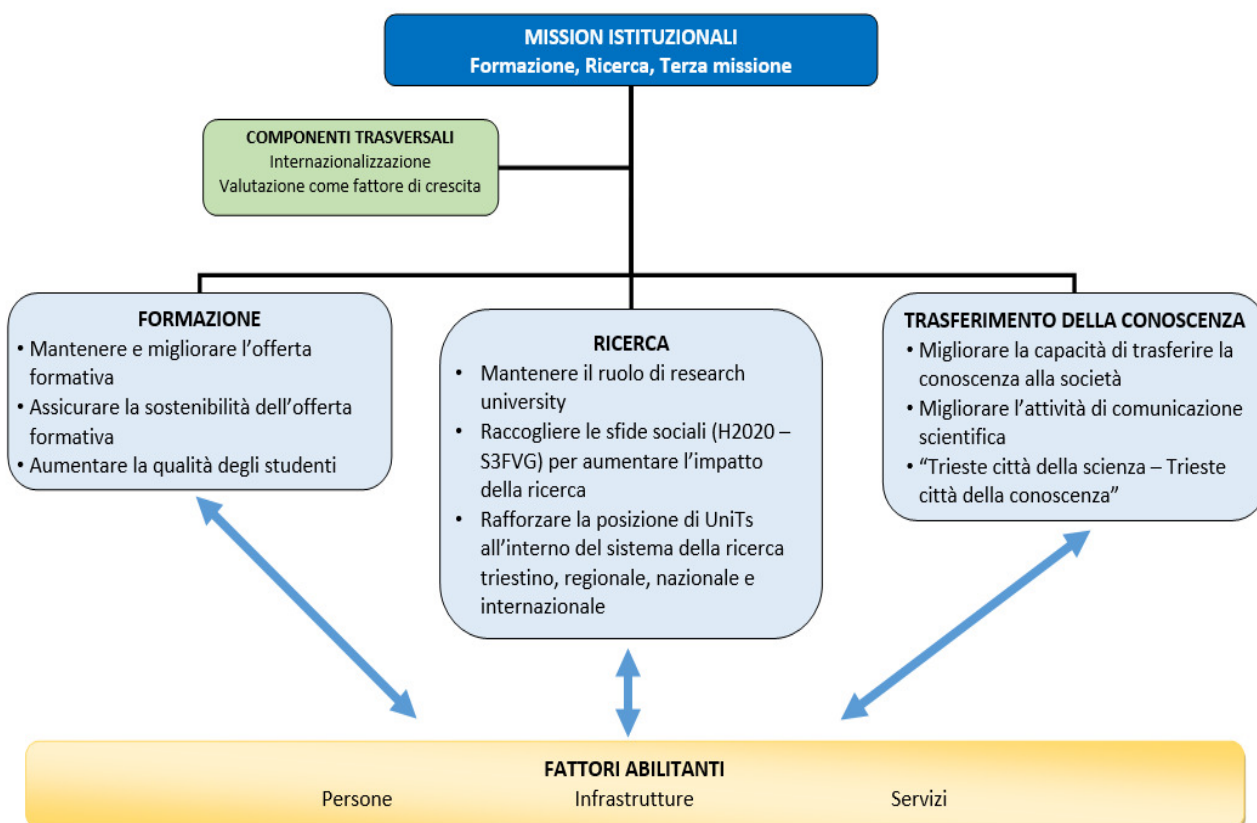 MISSION ISTITUZIONALI
Formazione, Ricerca, Terza missione
COMPONENTI TRASVERSALI
Internazionalizzazione
Valutazione come fattore di crescita
FORMAZIONE
• Mantenere e migliorare l’offerta
formativa
• Assicurare la sostenibilità dell’offerta
formativa
• Aumentare la qualità degli studenti
RICERCA
• Mantenere il ruolo di research
university
• Raccogliere le sfide sociali (H2020 –
S3FVG) per aumentare l’impatto
della ricerca
• Rafforzare la posizione di UniTs
all’interno del sistema della ricerca
triestino, regionale, nazionale e
internazionale
TRASFERIMENTO DELLA CONOSCENZA
• Migliorare la capacità di trasferire la
conoscenza alla società
• Migliorare l’attività di comunicazione
scientifica
• “Trieste città della scienza – Trieste
città della conoscenza”
FATTORI ABILITANTI
Persone Infrastrutture Servizi